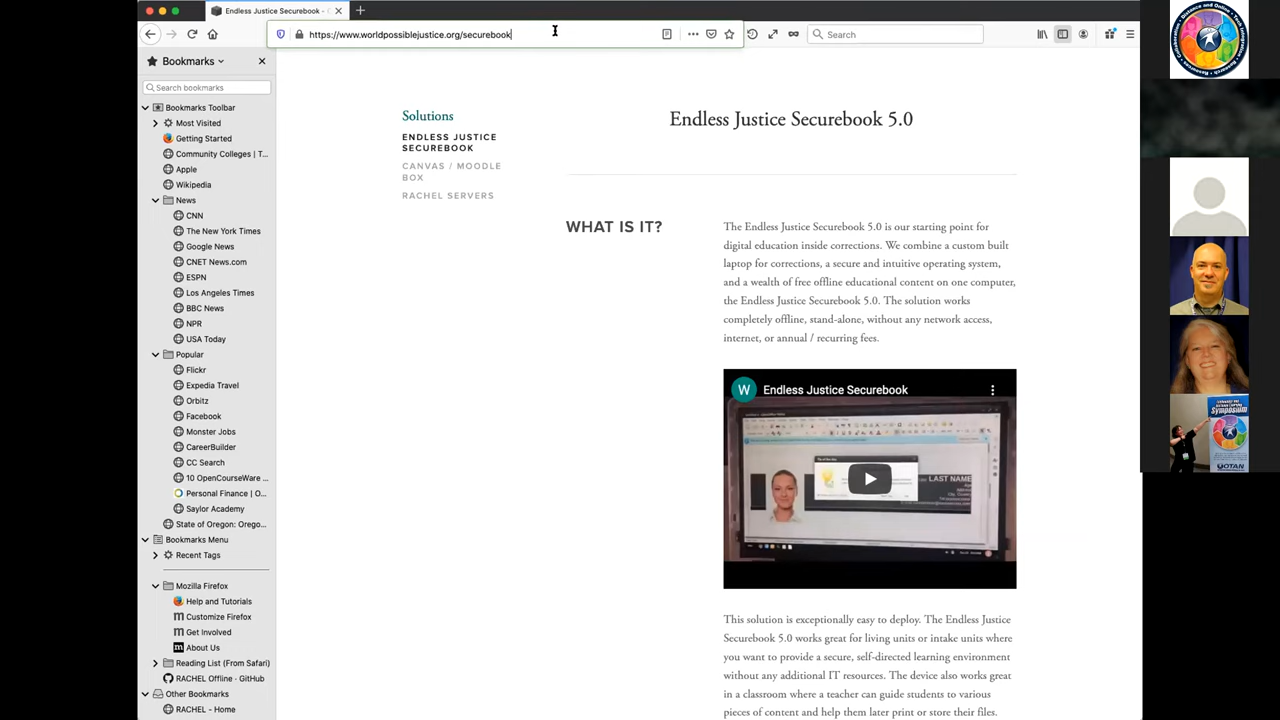 Endless Justice Securebook -
https://www.worldpossiblejustice.org/securebook
Search
Bookmarks
Search bookmarks
Bookmarks Toolbar
Most Visited
Getting Started
Community Colleges | T...
Apple
Wikipedia
News
CNN
The New York Times
Google News
CNET News.com
ESPN
Los Angeles Times
BBC News
NPR
USA Today
Popular
Flickr
Expedia Travel
Orbitz
Facebook
Monster Jobs
CareerBuilder
CC Search
10 OpenCourseWare ...
Personal Finance | O...
Saylor Academy
State of Oregon: Orego...
Bookmarks Menu
Recent Tags
Mozilla Firefox
Help and Tutorials
Customize Firefox
Get Involved
About Us
Reading List (From Safari)
RACHEL Offline · GitHub
Other Bookmarks
RACHEL - Home
Solutions
ENDLESS JUSTICE
SECUREBOOK
CANVAS / MOODLE
BOX
RACHEL SERVERS
Endless Justice Securebook 5.0
WHAT IS IT?
The Endless Justice Securebook 5.0 is our starting point for
digital education inside corrections. We combine a custom built
laptop for corrections, a secure and intuitive operating system,
and a wealth of free offline educational content on one computer,
the Endless Justice Securebook 5.0. The solution works
completely offline, stand-alone, without any network access,
internet, or annual / recurring fees.
W Endless Justice Securebook
LAST NAME
This solution is exceptionally easy to deploy. The Endless Justice
Securebook 5.0 works great for living units or intake units where
you want to provide a secure, self-directed learning environment
without any additional IT resources. The device also works great
in a classroom where a teacher can guide students to various
pieces of content and help them later print or store their files.
Symposium
OTAN